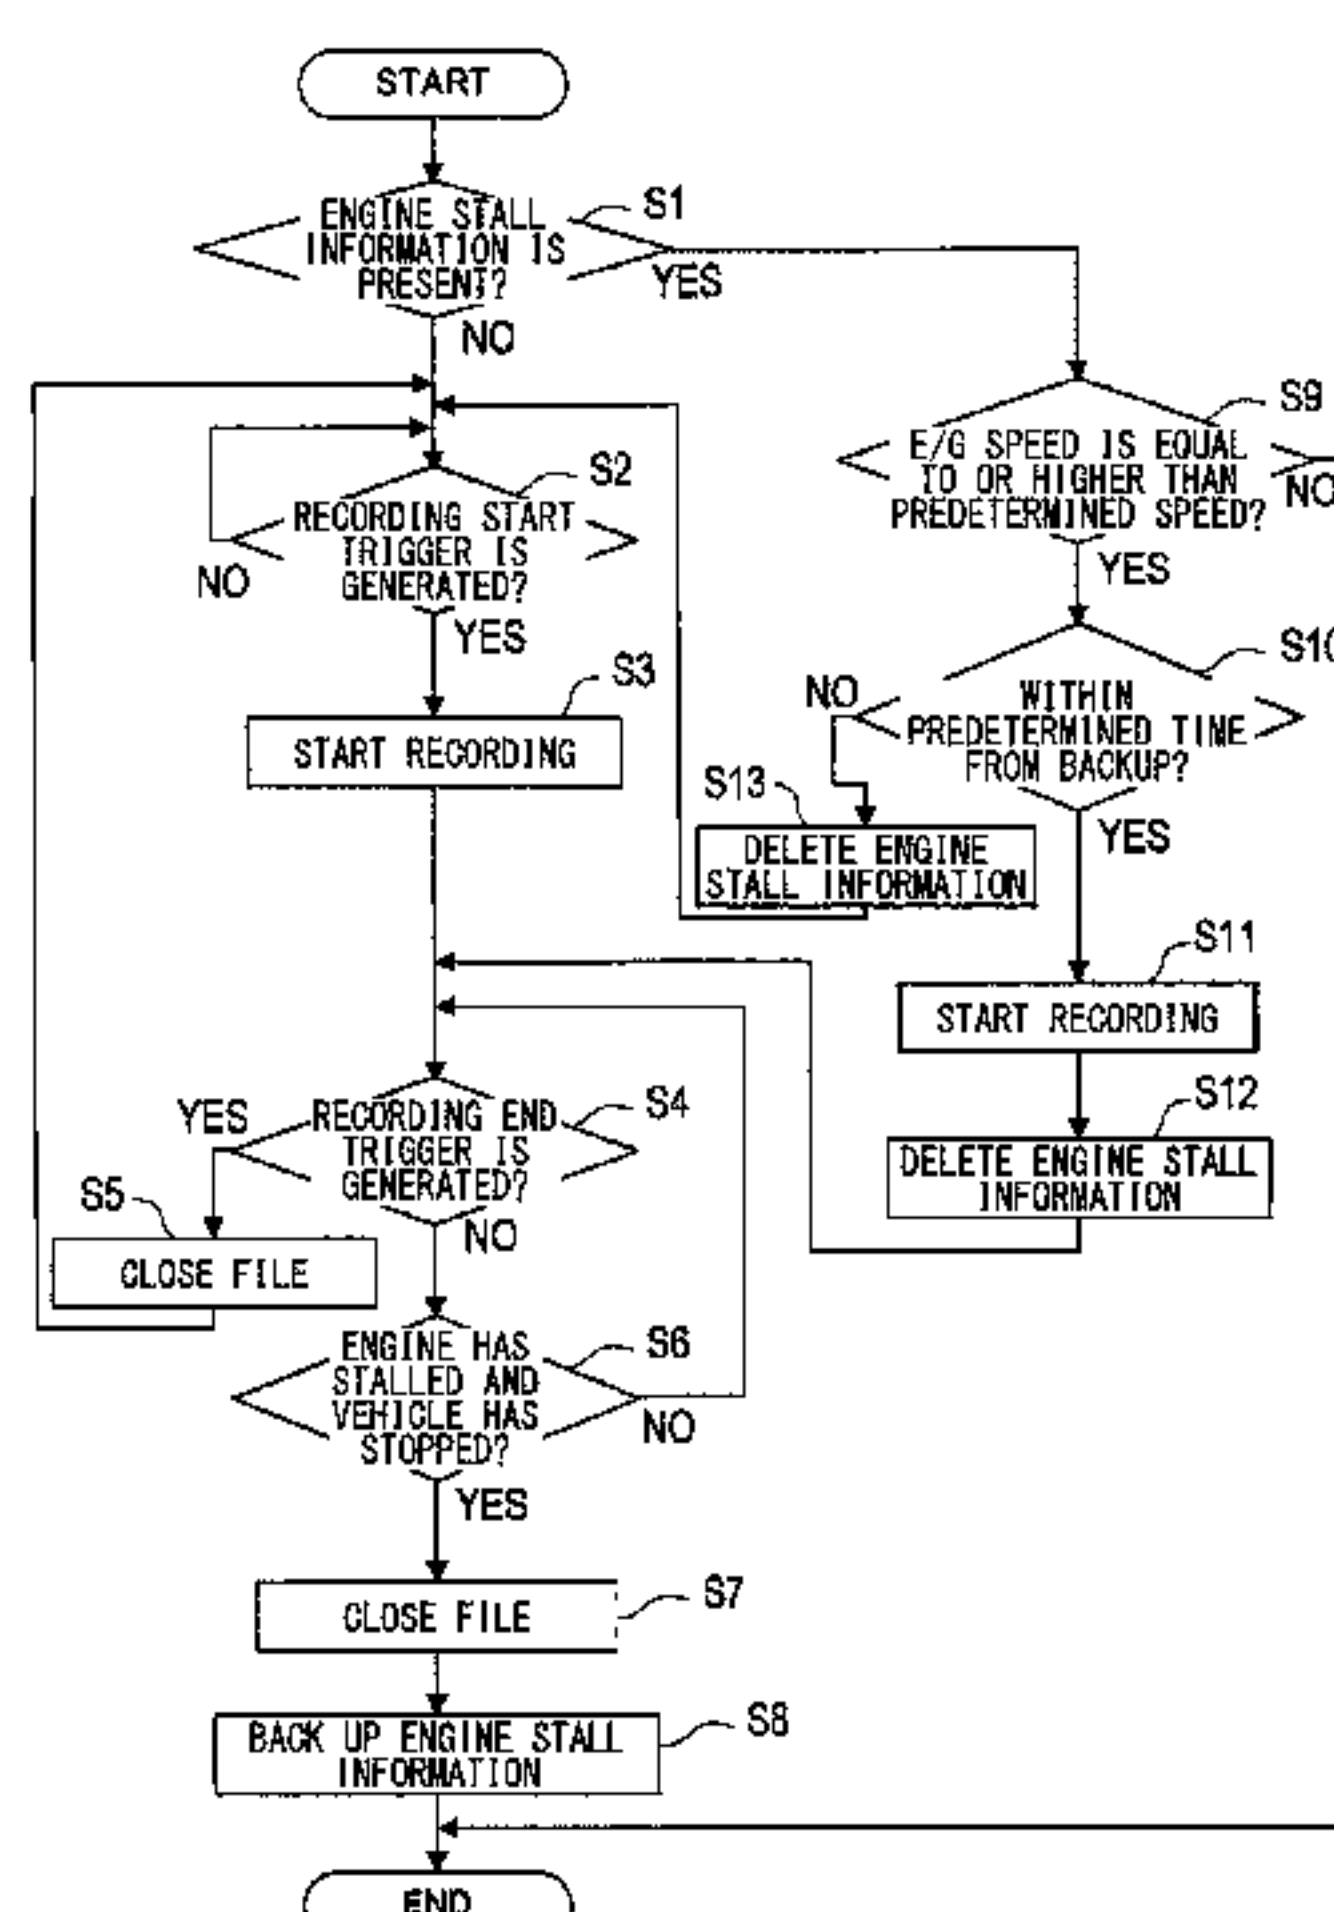 START
S1
ENGINE STALL
INFORMATION IS
PRESENT?
YES
NO
S9
E/G SPEED IS EQUAL
TO OR HIGHER THAN
PREDETERMINED SPEED?
NO
YES
S2
RECORDING START
TRIGGER IS
GENERATED?
NO
YES
S10
WITHIN
PREDETERMINED TIME
FROM BACKUP?
NO
YES
S3
START RECORDING
S13
DELETE ENGINE
STALL INFORMATION
S11
START RECORDING
S12
DELETE ENGINE STALL
INFORMATION
S4
RECORDING END
TRIGGER IS
GENERATED?
YES
NO
S5
CLOSE FILE
S6
ENGINE HAS
STALLED AND
VEHICLE HAS
STOPPED?
NO
YES
S7
CLOSE FILE
S8
BACK UP ENGINE STALL
INFORMATION
END